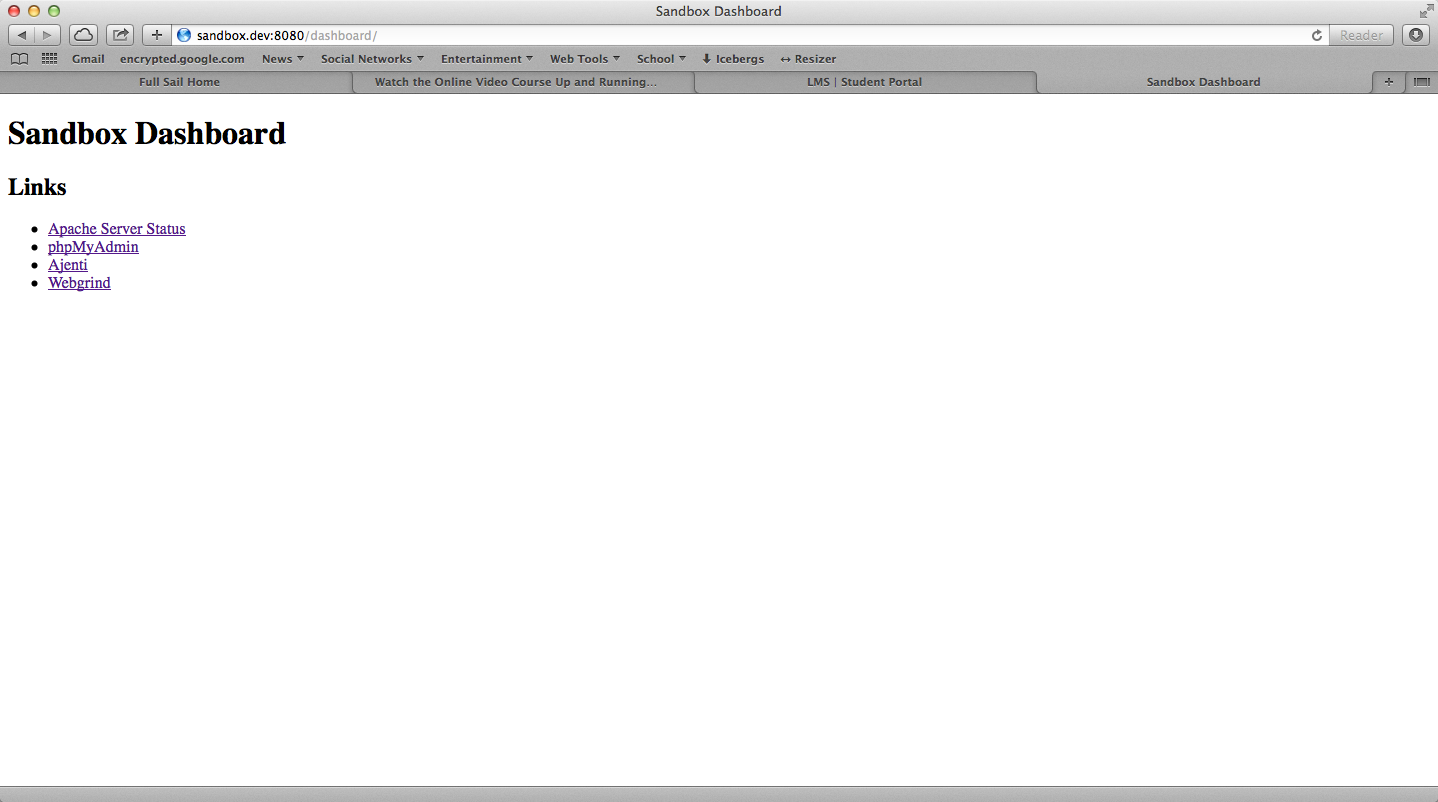 Sandbox Dashboard
sandbox.dev:8080/dashboard/ Reader
Gmail encrypted.google.com News Social Networks Entertainment Web Tools School Icebergs Resizer
Full Sail Home Watch the Online Video Course Up and Running... LMS | Student Portal Sandbox Dashboard
Sandbox Dashboard
Links
Apache Server Status
phpMyAdmin
Ajenti
Webgrind